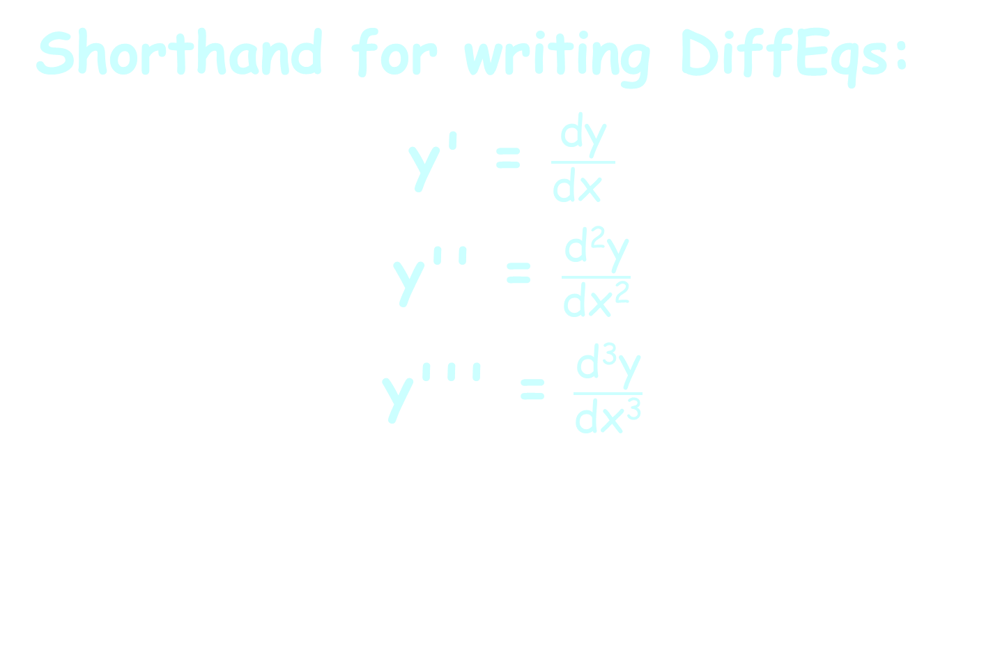 Shorthand for writing DiffEqs:
y' = dy/dx
y'' = d²y/dx²
y''' = d³y/dx³